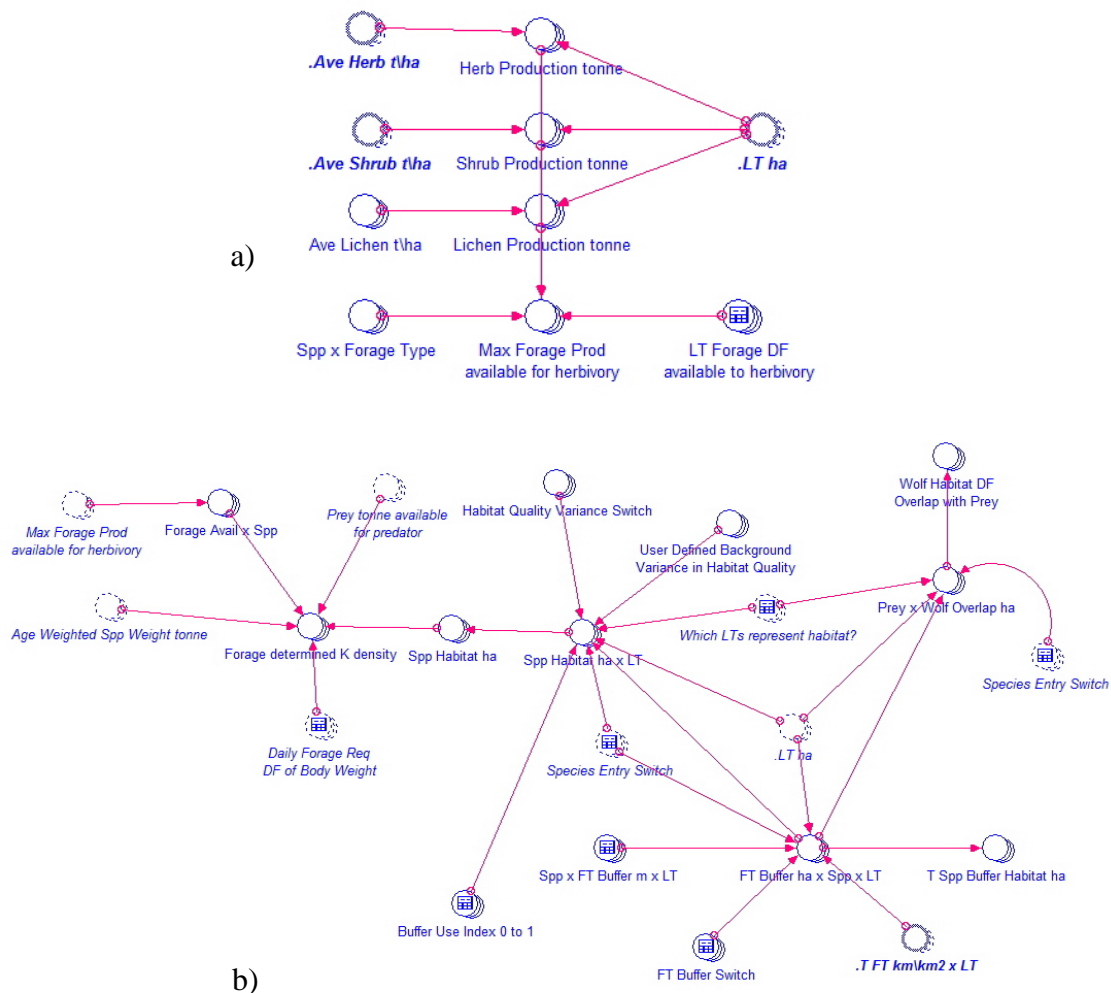 .Ave Herb t\ha
Herb Production tonne
.Ave Shrub t\ha
Shrub Production tonne
.LT ha
Ave Lichen t\ha
Lichen Production tonne
a)
Spp x Forage Type
Max Forage Prod
available for herbivory
LT Forage DF
available to herbivory
Wolf Habitat DF
Overlap with Prey
Max Forage Prod
available for herbivory
Forage Avail x Spp
Prey tonne available
for predator
Habitat Quality Variance Switch
User Defined Background
Variance in Habitat Quality
Prey x Wolf Overlap ha
Age Weighted Spp Weight tonne
Forage determined K density
Spp Habitat ha
Spp Habitat ha x LT
Which LTs represent habitat?
Species Entry Switch
Daily Forage Req
DF of Body Weight
Species Entry Switch
.LT ha
Spp x FT Buffer m x LT
FT Buffer ha x Spp x LT
T Spp Buffer Habitat ha
Buffer Use Index 0 to 1
FT Buffer Switch
.T FT km\km2 x LT
b)